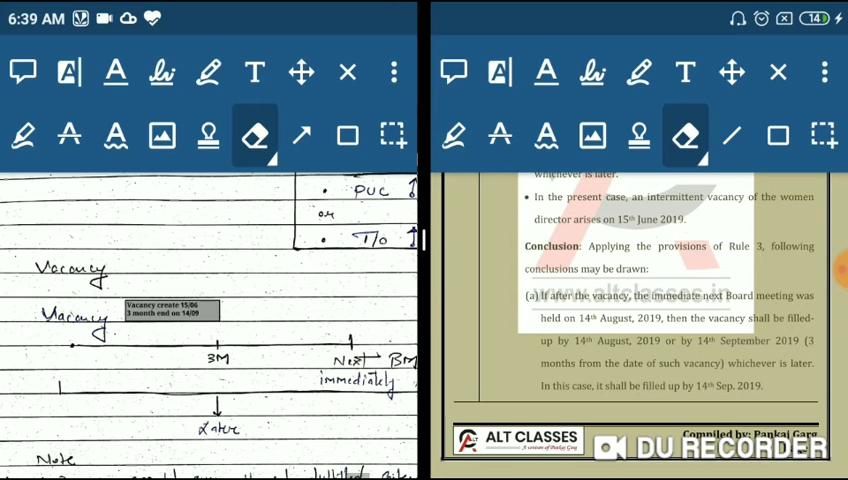 6:39 AM
14
T
T
PUC ↑
or
T/o ↑
Vacancy
Vacancy
Vacancy create 15/06
3 month end on 14/09
3M
Next BM
immediately
Later
Note
whichever is later.
• In the present case, an intermittent vacancy of the women
director arises on 15th June 2019.
Conclusion: Applying the provisions of Rule 3, following
conclusions may be drawn:
www.altclasses.in
(a) If after the vacancy, the immediate next Board meeting was
held on 14th August, 2019, then the vacancy shall be filled-
up by 14th August, 2019 or by 14th September 2019 (3
months from the date of such vacancy) whichever is later.
In this case, it shall be filled up by 14th Sep. 2019.
ALT CLASSES
A venture of Pankaj Garg
Compiled by: Pankaj Garg
DU RECORDER